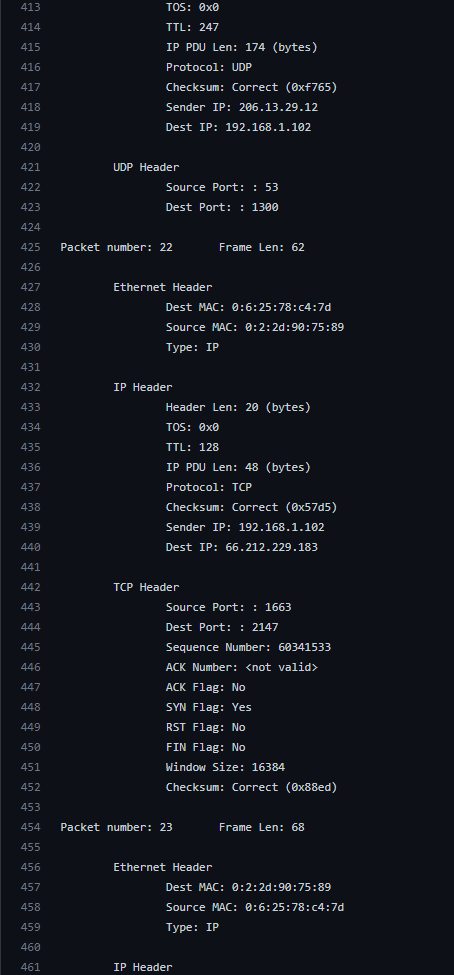 413 TOS: 0x0
414 TTL: 247
415 IP PDU Len: 174 (bytes)
416 Protocol: UDP
417 Checksum: Correct (0xf765)
418 Sender IP: 206.13.29.12
419 Dest IP: 192.168.1.102
420
421 UDP Header
422 Source Port: : 53
423 Dest Port: : 1300
424
425 Packet number: 22 Frame Len: 62
426
427 Ethernet Header
428 Dest MAC: 0:6:25:78:c4:7d
429 Source MAC: 0:2:2d:90:75:89
430 Type: IP
431
432 IP Header
433 Header Len: 20 (bytes)
434 TOS: 0x0
435 TTL: 128
436 IP PDU Len: 48 (bytes)
437 Protocol: TCP
438 Checksum: Correct (0x57d5)
439 Sender IP: 192.168.1.102
440 Dest IP: 66.212.229.183
441
442 TCP Header
443 Source Port: : 1663
444 Dest Port: : 2147
445 Sequence Number: 60341533
446 ACK Number: <not valid>
447 ACK Flag: No
448 SYN Flag: Yes
449 RST Flag: No
450 FIN Flag: No
451 Window Size: 16384
452 Checksum: Correct (0x88ed)
453
454 Packet number: 23 Frame Len: 68
455
456 Ethernet Header
457 Dest MAC: 0:2:2d:90:75:89
458 Source MAC: 0:6:25:78:c4:7d
459 Type: IP
460
461 IP Header